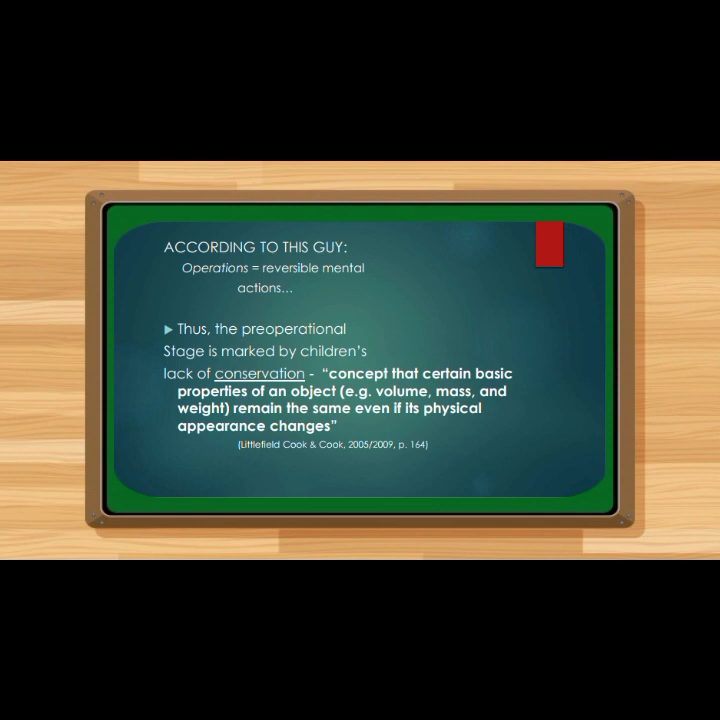 ACCORDING TO THIS GUY:
Operations = reversible mental
actions...
Thus, the preoperational
Stage is marked by children's
lack of conservation - “concept that certain basic
properties of an object (e.g. volume, mass, and
weight) remain the same even if its physical
appearance changes”
(Littlefield Cook & Cook, 2005/2009, p. 164)